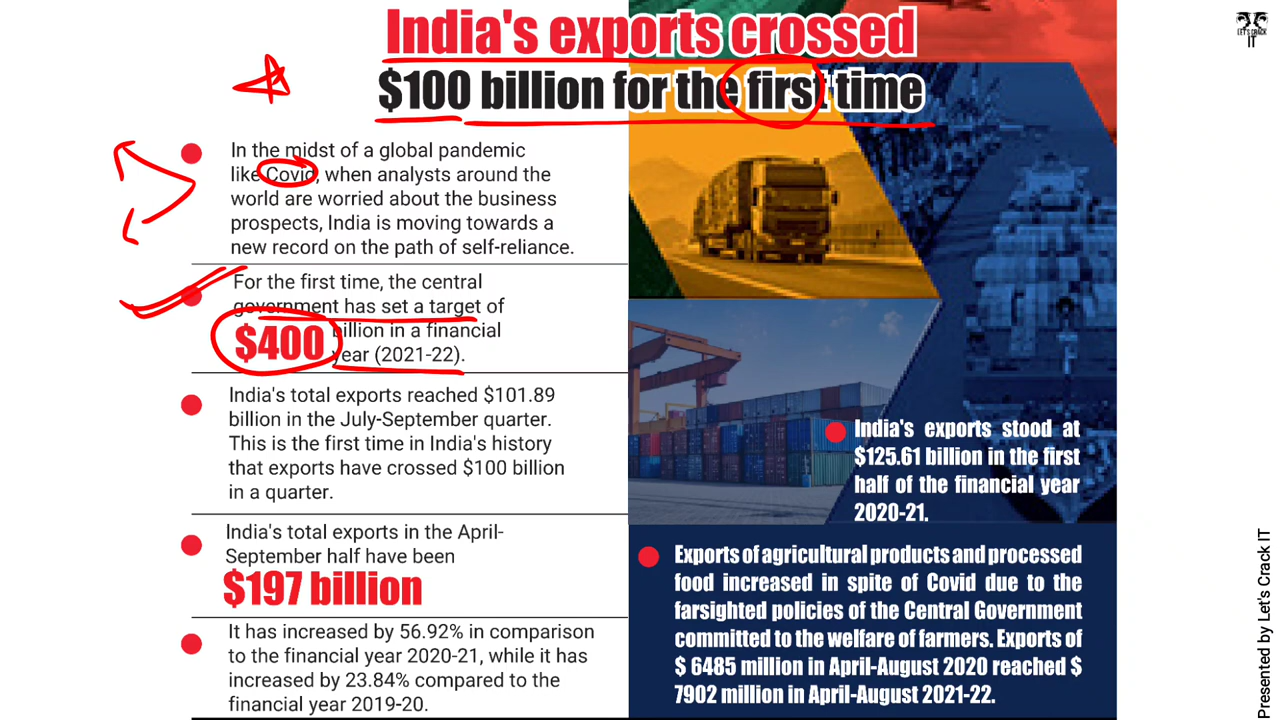 India's exports crossed
$100 billion for the first time
In the midst of a global pandemic
like Covid, when analysts around the
world are worried about the business
prospects, India is moving towards a
new record on the path of self-reliance.
For the first time, the central
government has set a target of
$400 billion in a financial
year (2021-22).
India's total exports reached $101.89
billion in the July-September quarter.
This is the first time in India's history
that exports have crossed $100 billion
in a quarter.
India's total exports in the April-
September half have been
$197 billion
It has increased by 56.92% in comparison
to the financial year 2020-21, while it has
increased by 23.84% compared to the
financial year 2019-20.
India's exports stood at
$125.61 billion in the first
half of the financial year
2020-21.
Exports of agricultural products and processed
food increased in spite of Covid due to the
farsighted policies of the Central Government
committed to the welfare of farmers. Exports of
$ 6485 million in April-August 2020 reached $
7902 million in April-August 2021-22.
LET'S CRACK
IT
Presented by Let's Crack IT